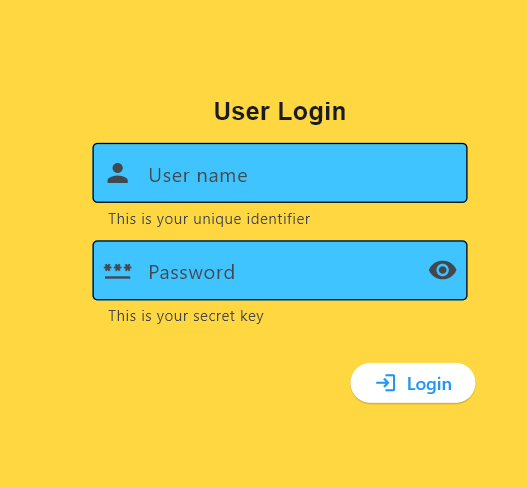 User Login
User name
This is your unique identifier
Password
This is your secret key
Login